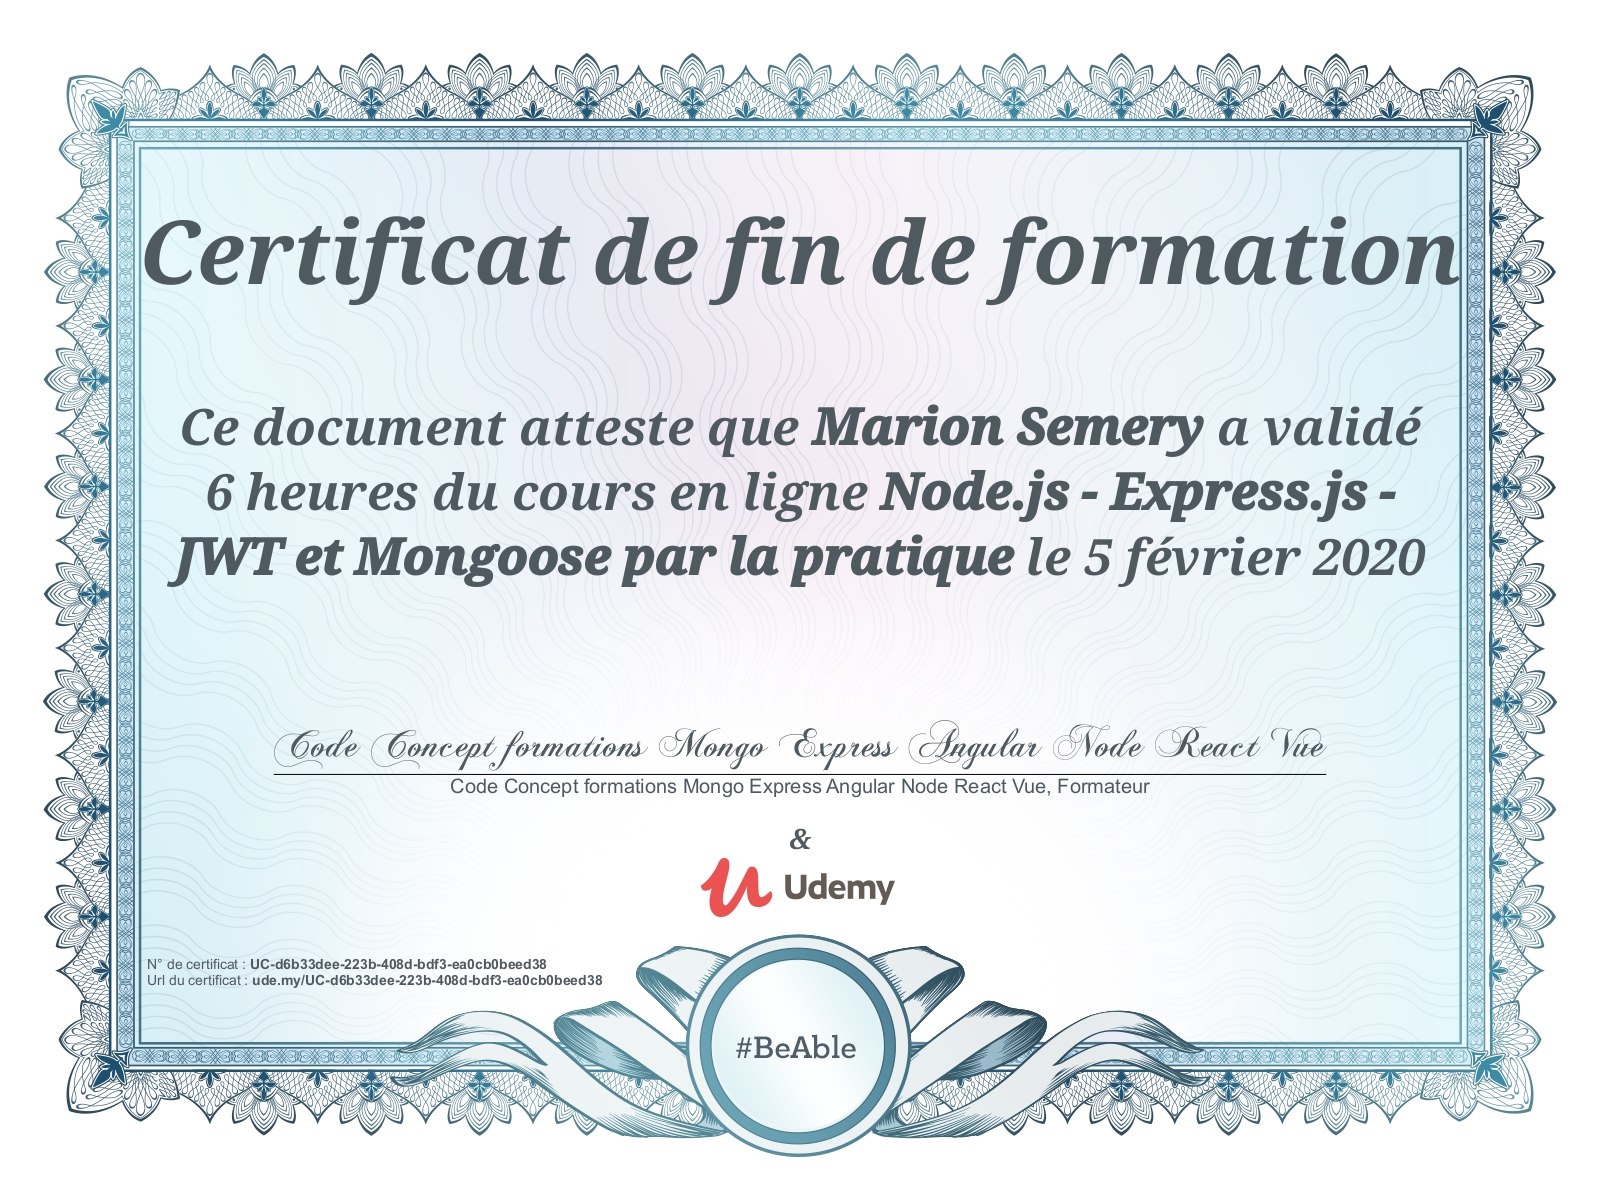 Certificat de fin de formation
Ce document atteste que Marion Semery a validé
6 heures du cours en ligne Node.js - Express.js -
JWT et Mongoose par la pratique le 5 février 2020
Code Concept formations Mongo Express Angular Node React Vue
Code Concept formations Mongo Express Angular Node React Vue, Formateur
&
Udemy
N° de certificat : UC-d6b33dee-223b-408d-bdf3-ea0cb0beed38
Url du certificat : ude.my/UC-d6b33dee-223b-408d-bdf3-ea0cb0beed38
#BeAble